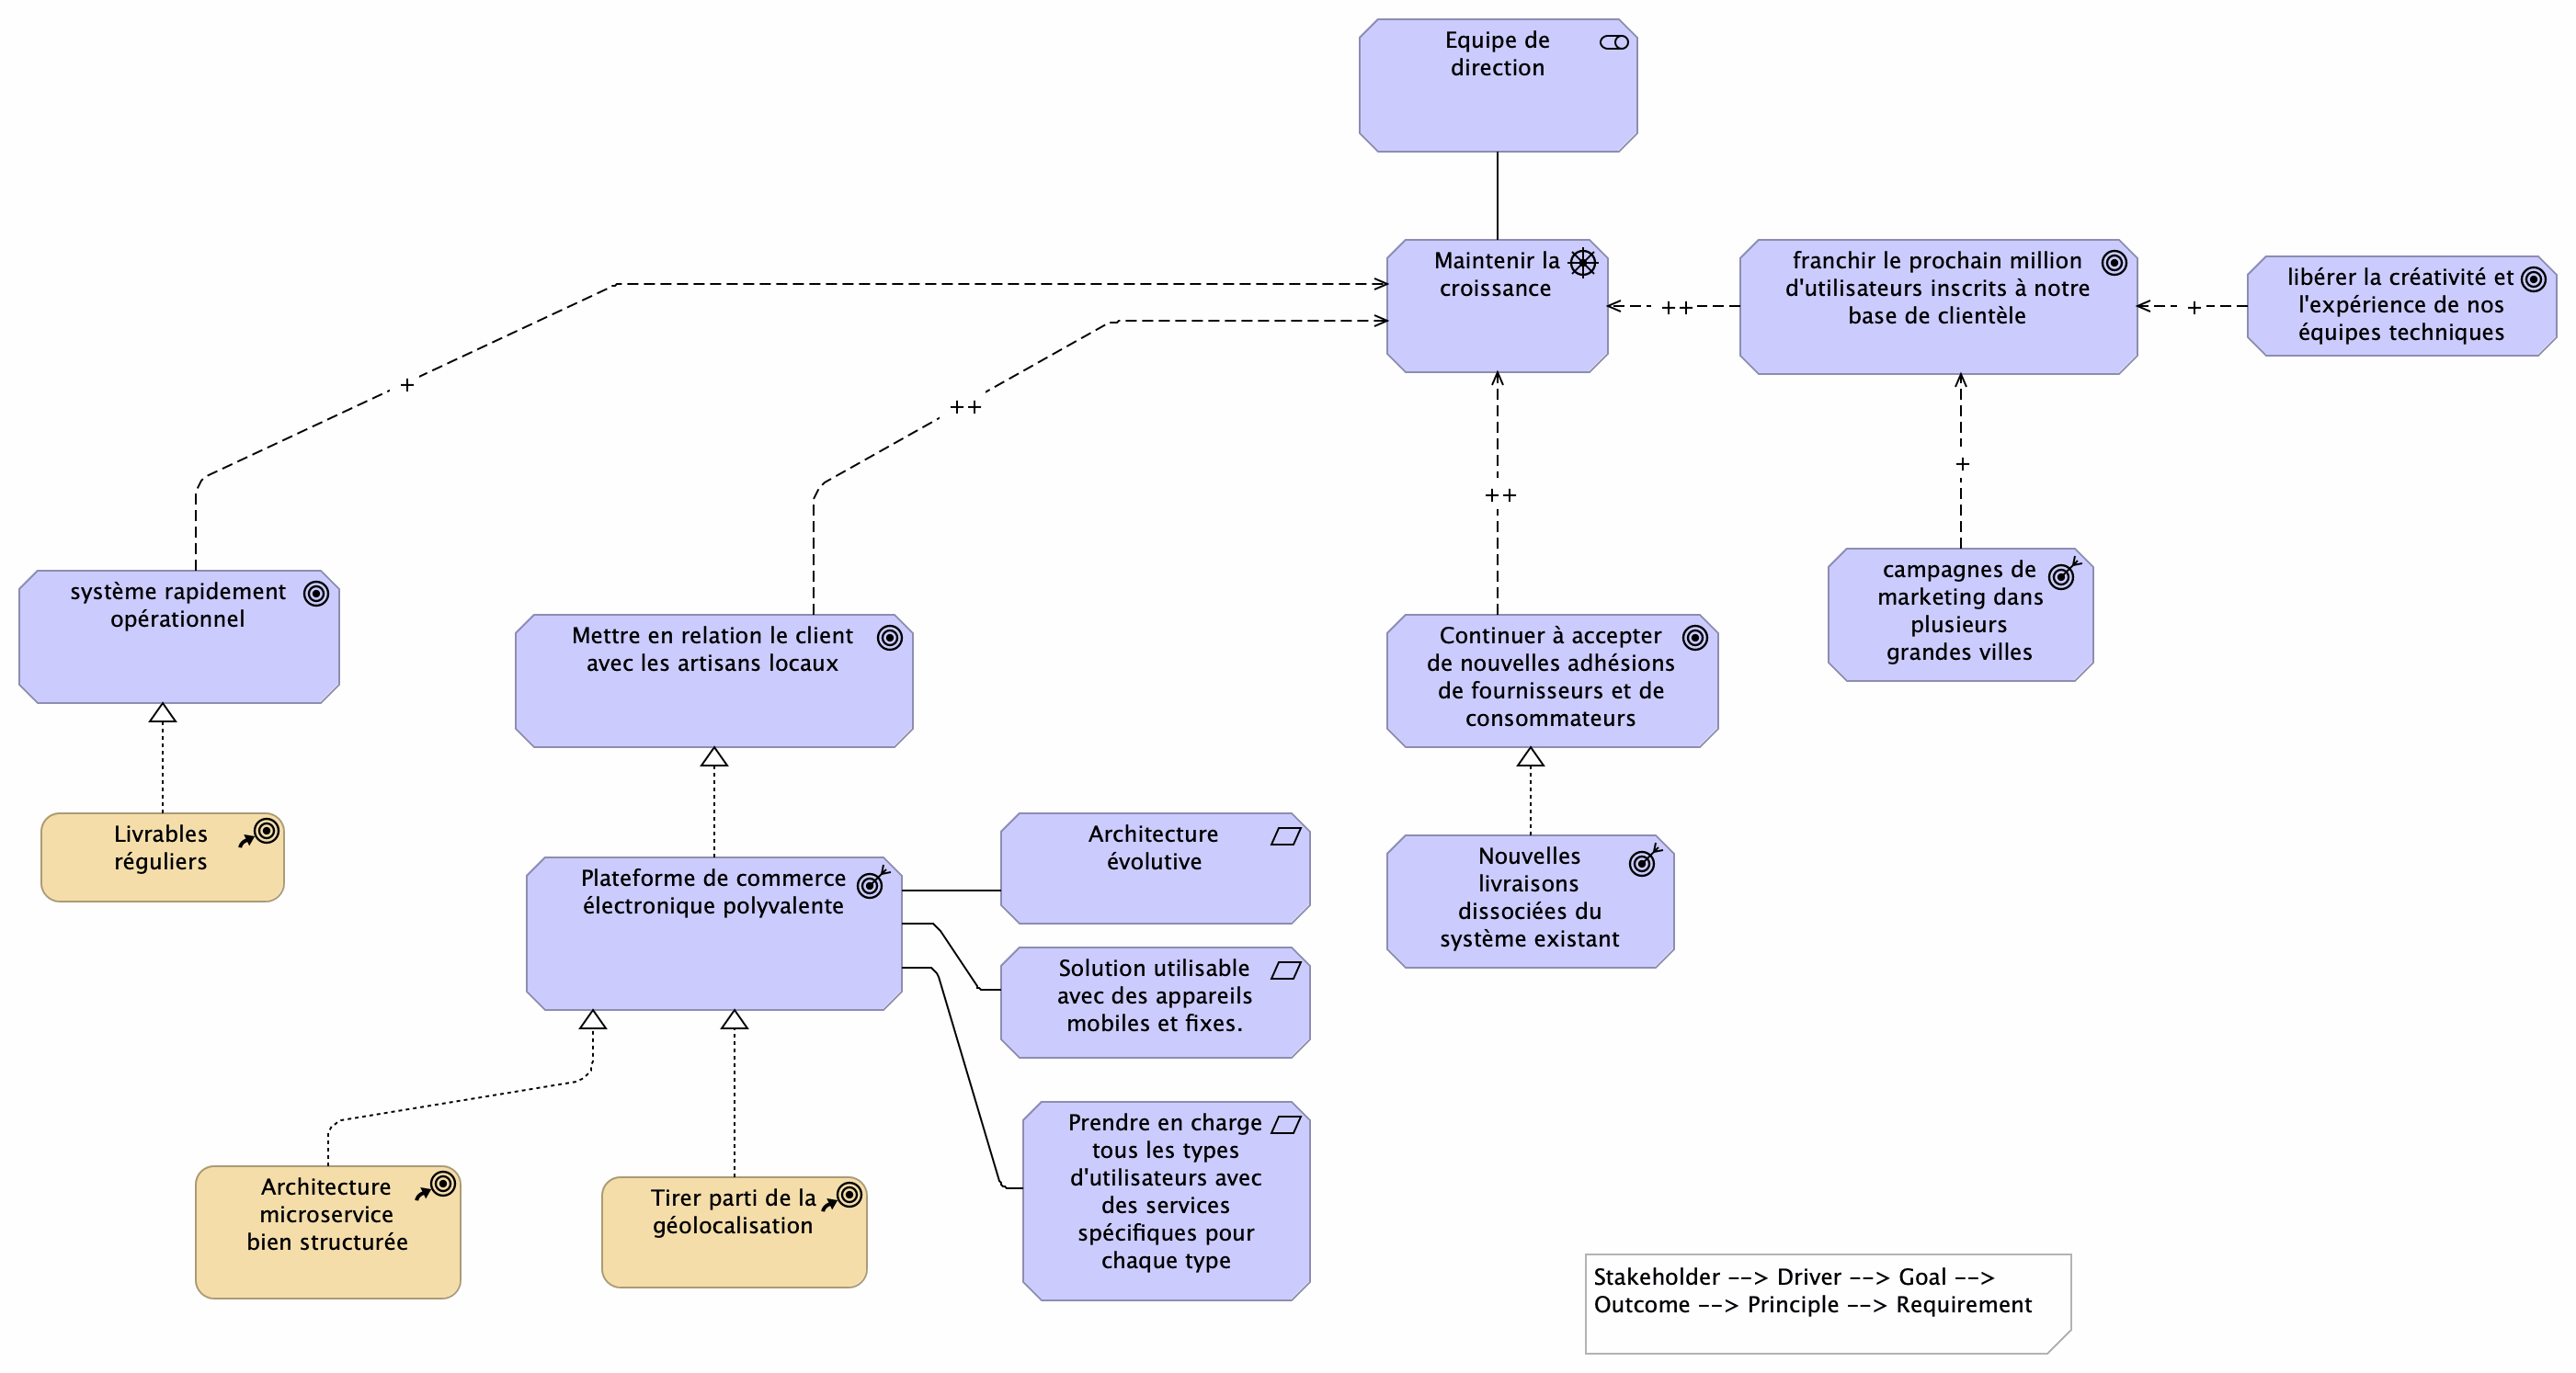 Equipe de
direction
Maintenir la
croissance
franchir le prochain million
d'utilisateurs inscrits à notre
base de clientèle
libérer la créativité et
l'expérience de nos
équipes techniques
++
+
+
++
++
+
système rapidement
opérationnel
Mettre en relation le client
avec les artisans locaux
Continuer à accepter
de nouvelles adhésions
de fournisseurs et de
consommateurs
campagnes de
marketing dans
plusieurs
grandes villes
Livrables
réguliers
Plateforme de commerce
électronique polyvalente
Architecture
évolutive
Nouvelles
livraisons
dissociées du
système existant
Solution utilisable
avec des appareils
mobiles et fixes.
Architecture
microservice
bien structurée
Tirer parti de la
géolocalisation
Prendre en charge
tous les types
d'utilisateurs avec
des services
spécifiques pour
chaque type
Stakeholder --> Driver --> Goal -->
Outcome --> Principle --> Requirement